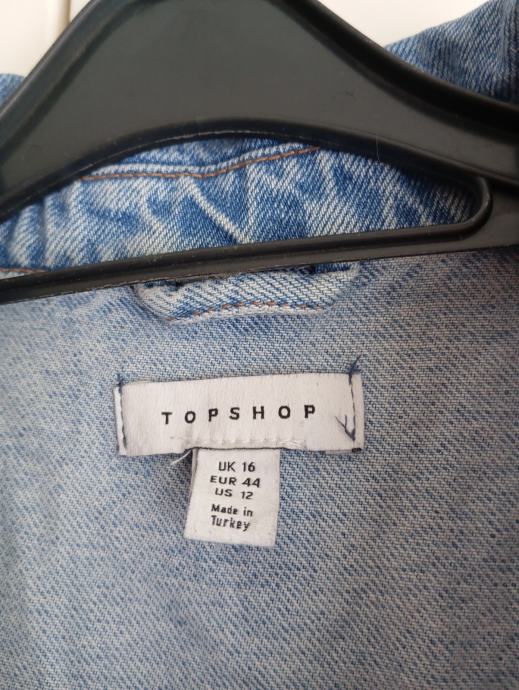 TOPSHOP
UK 16
EUR 44
US 12
Made in
Turkey